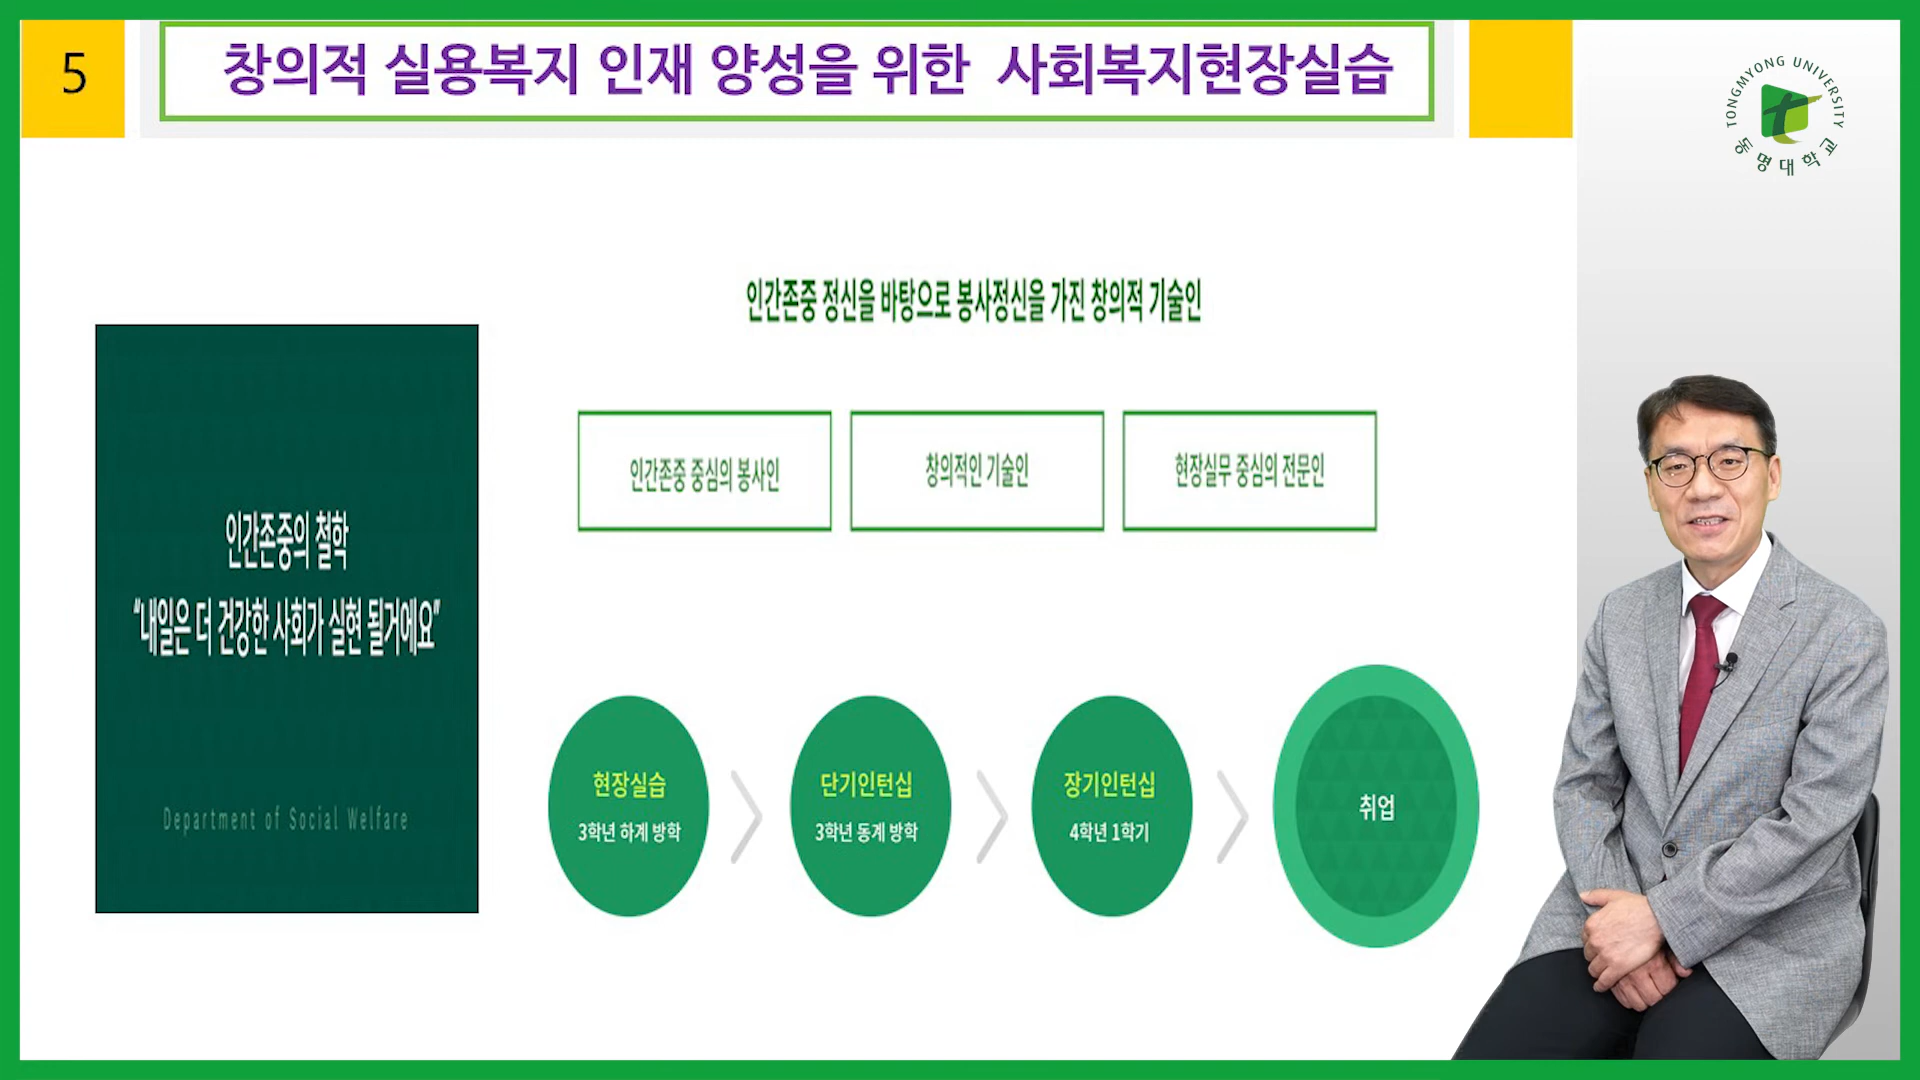 5
창의적 실용복지 인재 양성을 위한 사회복지현장실습
TONGMYONG UNIVERSITY
동명대학교
인간존중 정신을 바탕으로 봉사정신을 가진 창의적 기술인
인간존중 중심의 봉사인
창의적인 기술인
현장실무 중심의 전문인
인간존중의 철학
“내일은 더 건강한 사회가 실현 될거에요”
Department of Social Welfare
현장실습
3학년 하계 방학
단기인턴십
3학년 동계 방학
장기인턴십
4학년 1학기
취업